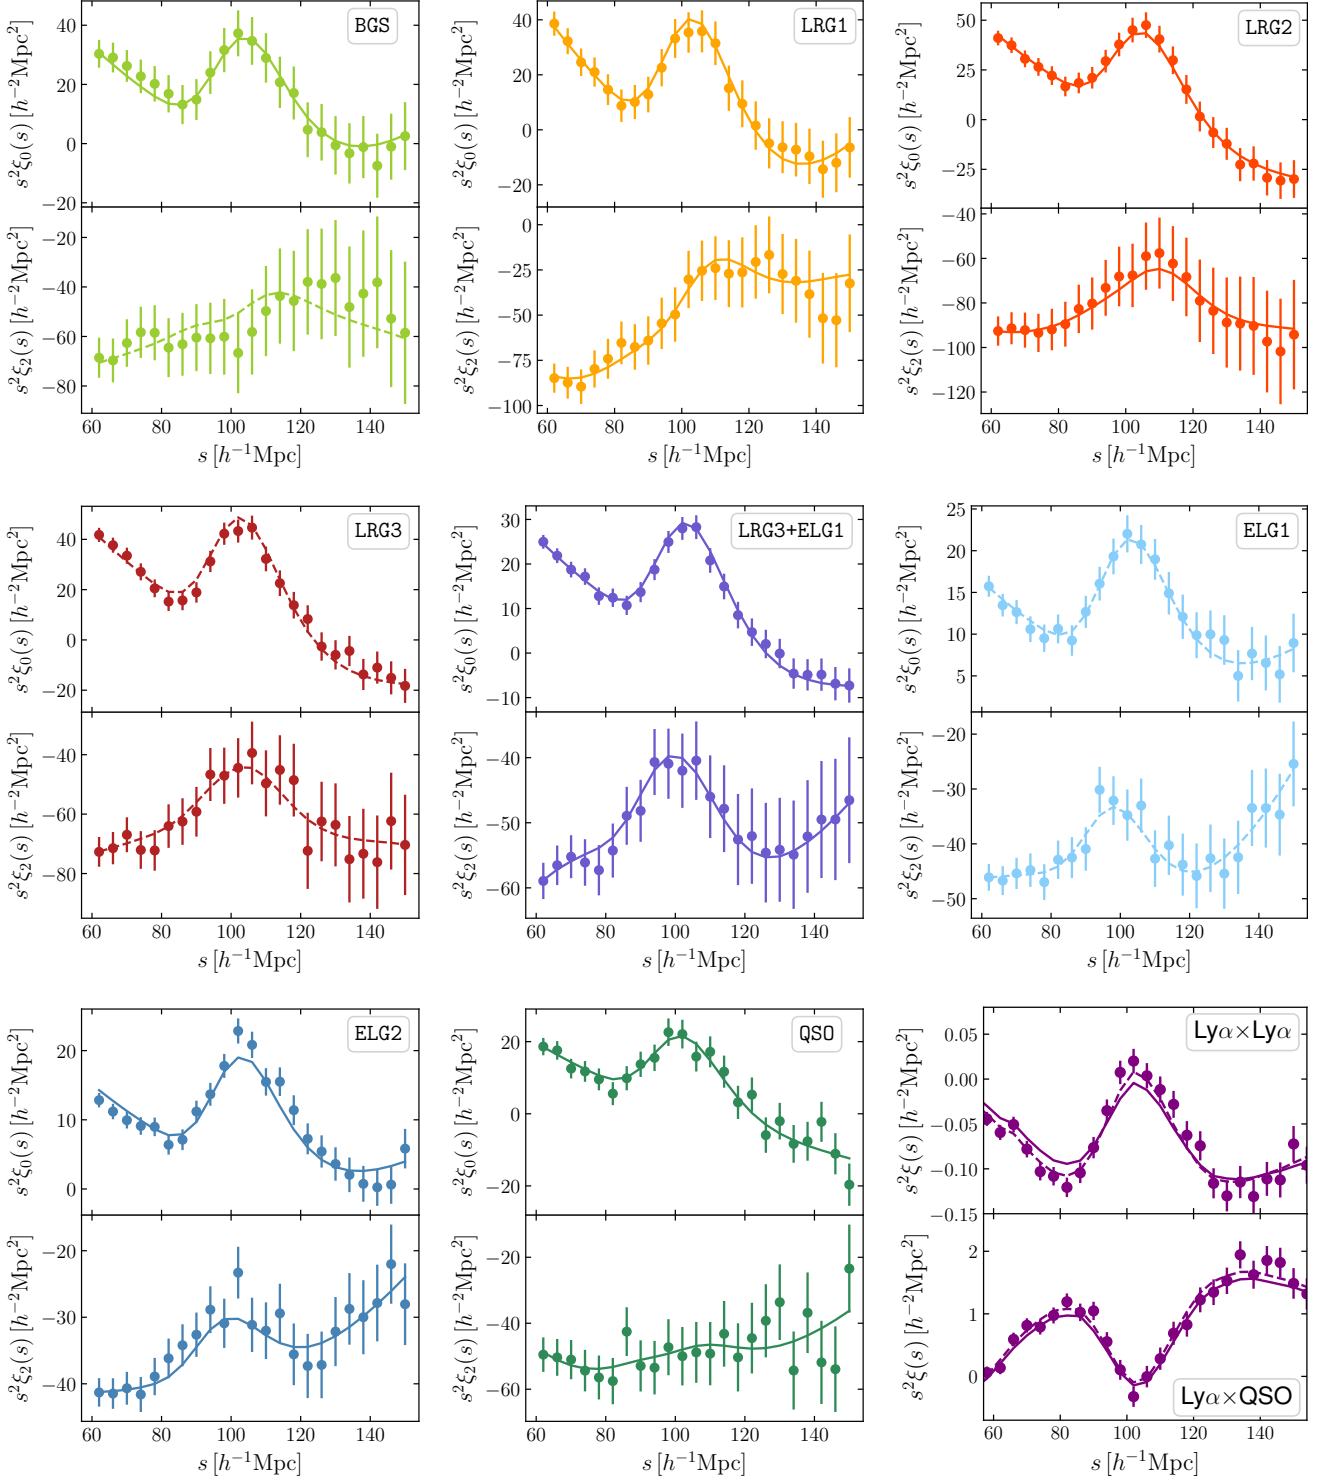 BGS
40
20
0
−20
s²ξ₀(s) [h⁻²Mpc²]
−20
−40
−60
−80
s²ξ₂(s) [h⁻²Mpc²]
60 80 100 120 140
s [h⁻¹Mpc]
LRG1
40
20
0
−20
s²ξ₀(s) [h⁻²Mpc²]
0
−25
−50
−75
−100
s²ξ₂(s) [h⁻²Mpc²]
60 80 100 120 140
s [h⁻¹Mpc]
LRG2
50
25
0
−25
s²ξ₀(s) [h⁻²Mpc²]
−40
−60
−80
−100
−120
s²ξ₂(s) [h⁻²Mpc²]
60 80 100 120 140
s [h⁻¹Mpc]
LRG3
40
20
0
−20
s²ξ₀(s) [h⁻²Mpc²]
−40
−60
−80
s²ξ₂(s) [h⁻²Mpc²]
60 80 100 120 140
s [h⁻¹Mpc]
LRG3+ELG1
30
20
10
0
−10
s²ξ₀(s) [h⁻²Mpc²]
−40
−50
−60
s²ξ₂(s) [h⁻²Mpc²]
60 80 100 120 140
s [h⁻¹Mpc]
ELG1
25
20
15
10
5
s²ξ₀(s) [h⁻²Mpc²]
−20
−30
−40
−50
s²ξ₂(s) [h⁻²Mpc²]
60 80 100 120 140
s [h⁻¹Mpc]
ELG2
20
10
0
s²ξ₀(s) [h⁻²Mpc²]
−20
−30
−40
s²ξ₂(s) [h⁻²Mpc²]
60 80 100 120 140
s [h⁻¹Mpc]
QSO
20
0
−20
s²ξ₀(s) [h⁻²Mpc²]
−20
−40
−60
s²ξ₂(s) [h⁻²Mpc²]
60 80 100 120 140
s [h⁻¹Mpc]
Lyα×Lyα
0.05
0.00
−0.05
−0.10
−0.15
s²ξ(s) [h⁻²Mpc²]
2
1
0
s²ξ(s) [h⁻²Mpc²]
Lyα×QSO
60 80 100 120 140
s [h⁻¹Mpc]